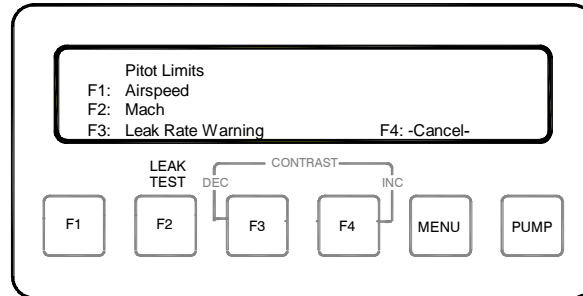 Pitot Limits
F1: Airspeed
F2: Mach
F3: Leak Rate Warning F4: -Cancel-
LEAK TEST
DEC CONTRAST INC
F1 F2 F3 F4 MENU PUMP